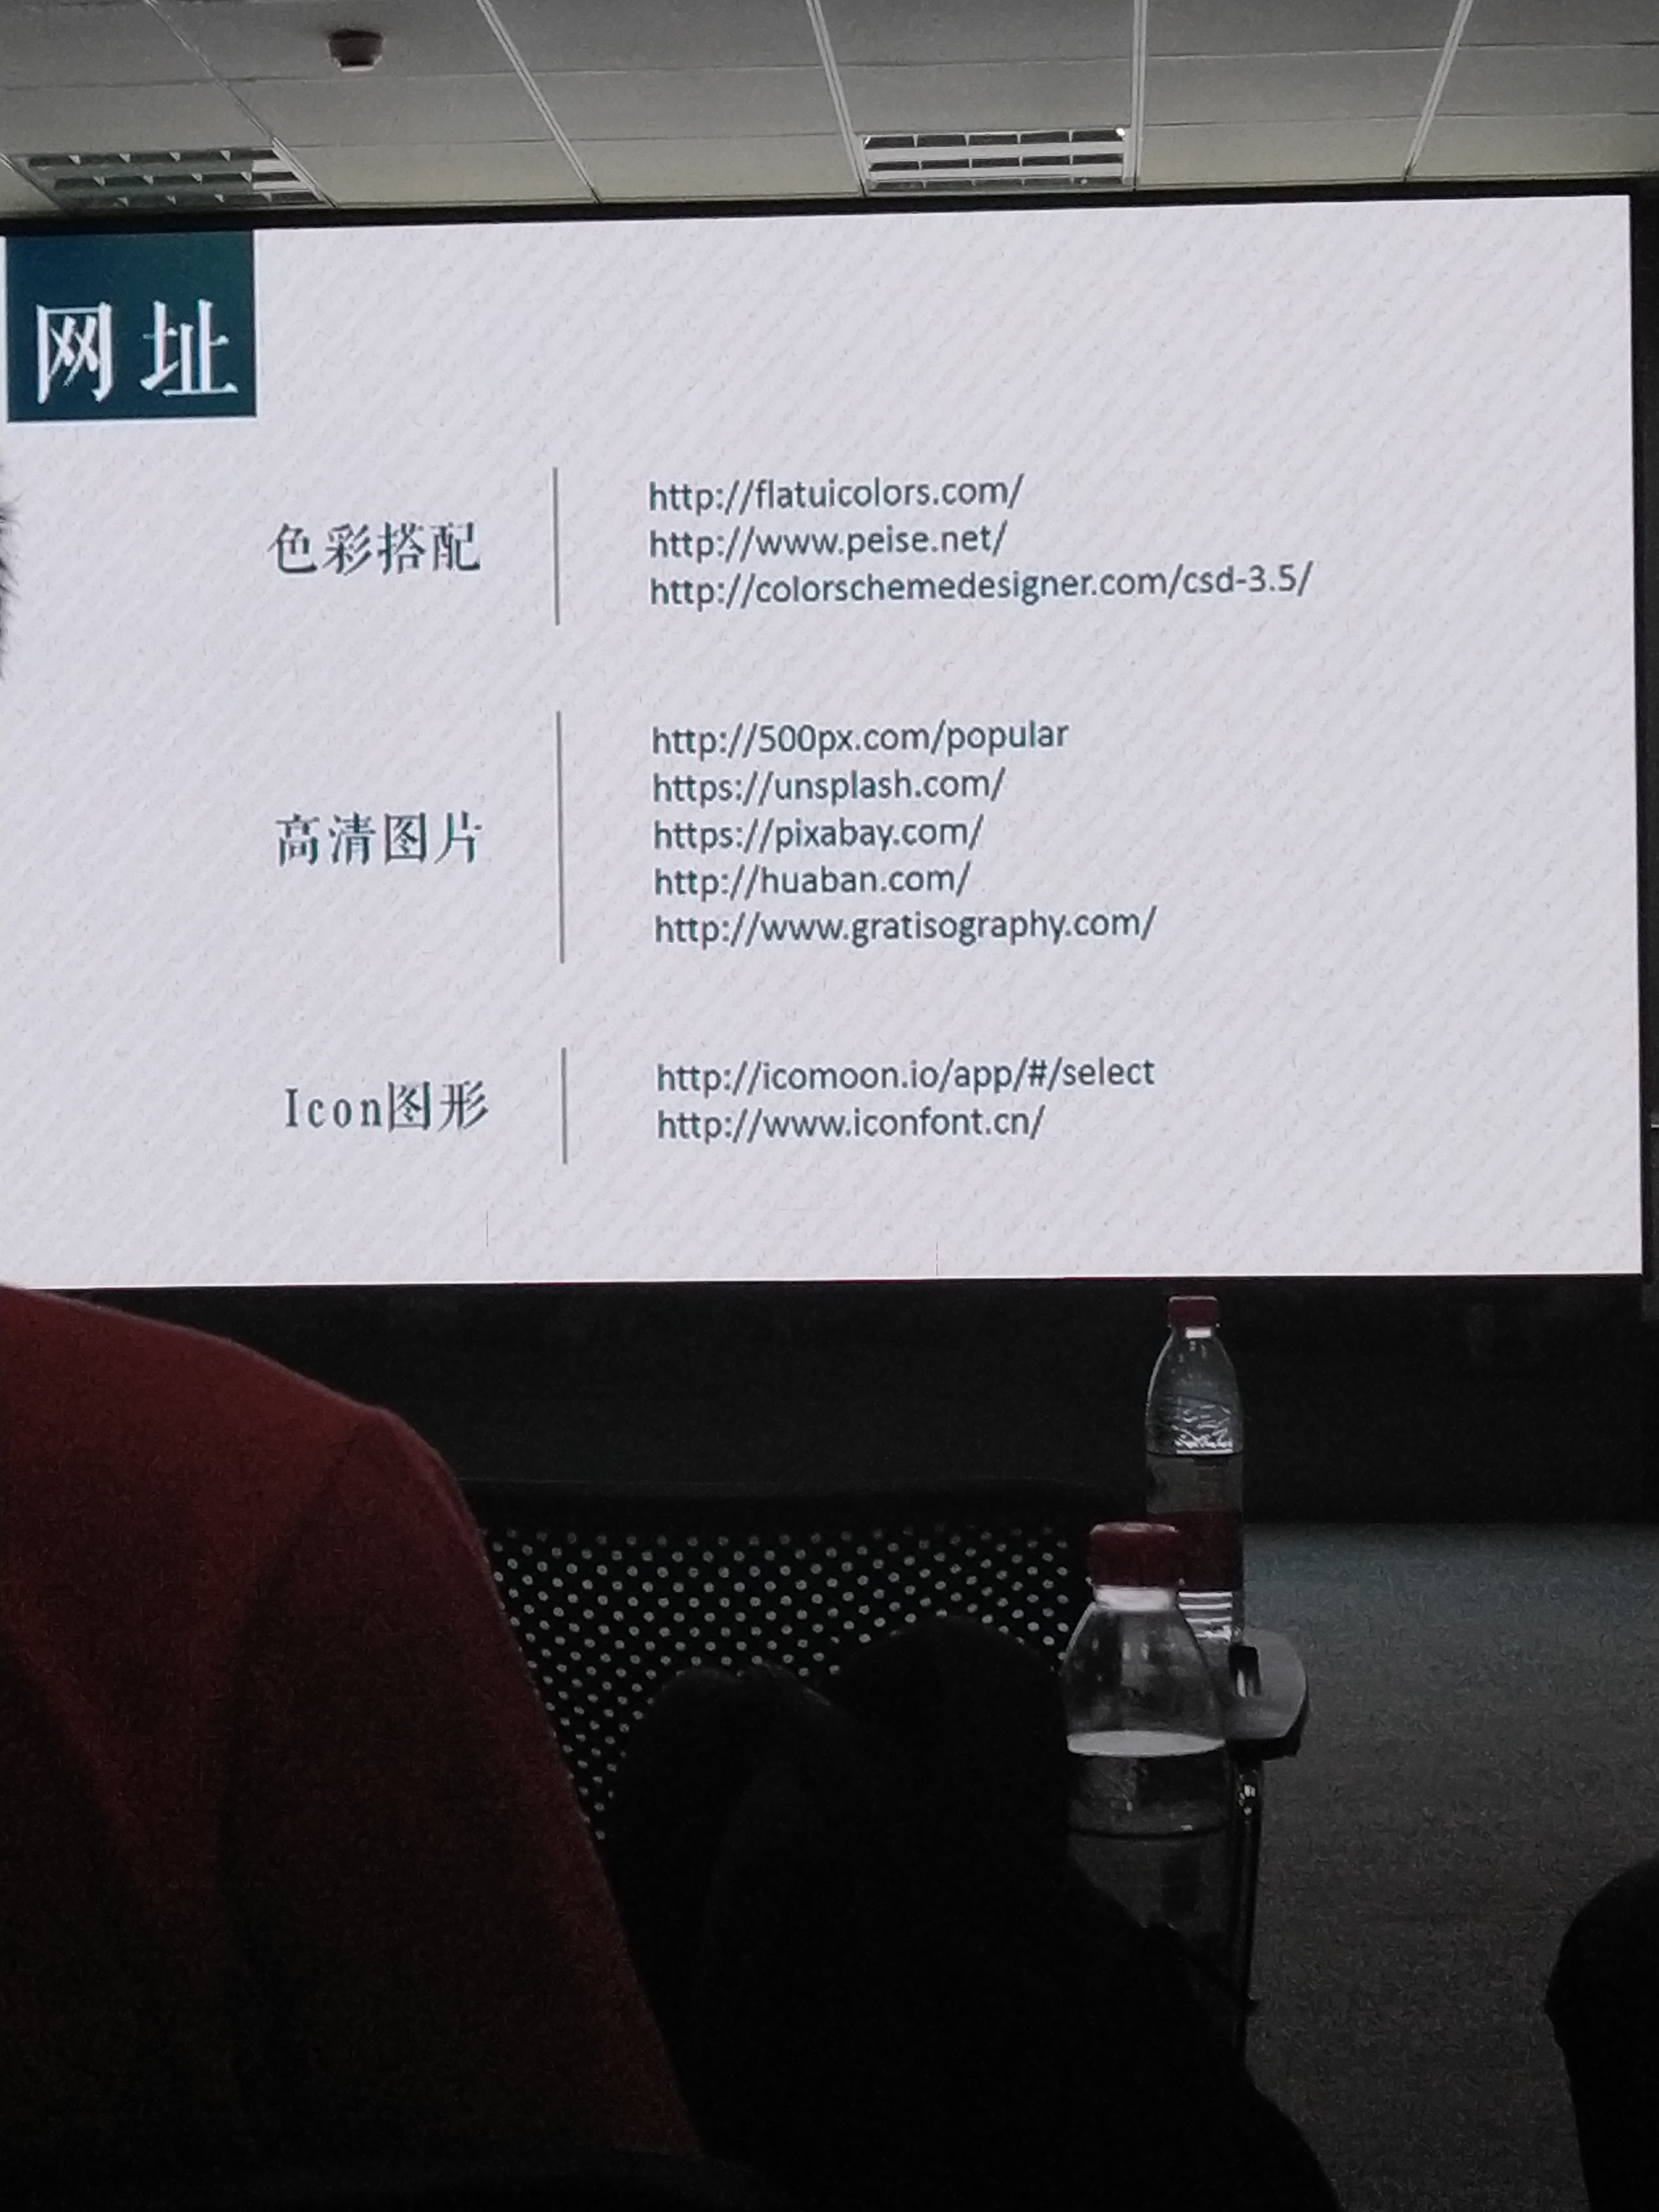 网址
色彩搭配
http://flatuicolors.com/
http://www.peise.net/
http://colorschemedesigner.com/csd-3.5/
高清图片
http://500px.com/popular
https://unsplash.com/
https://pixabay.com/
http://huaban.com/
http://www.gratisography.com/
Icon图形
http://icomoon.io/app/#/select
http://www.iconfont.cn/